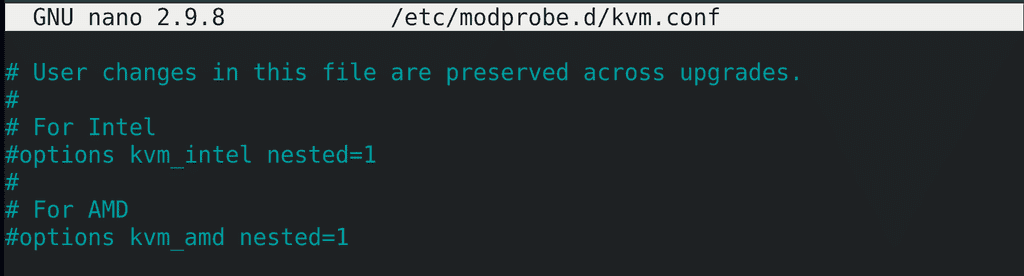 GNU nano 2.9.8 /etc/modprobe.d/kvm.conf
# User changes in this file are preserved across upgrades.
#
# For Intel
#options kvm_intel nested=1
#
# For AMD
#options kvm_amd nested=1